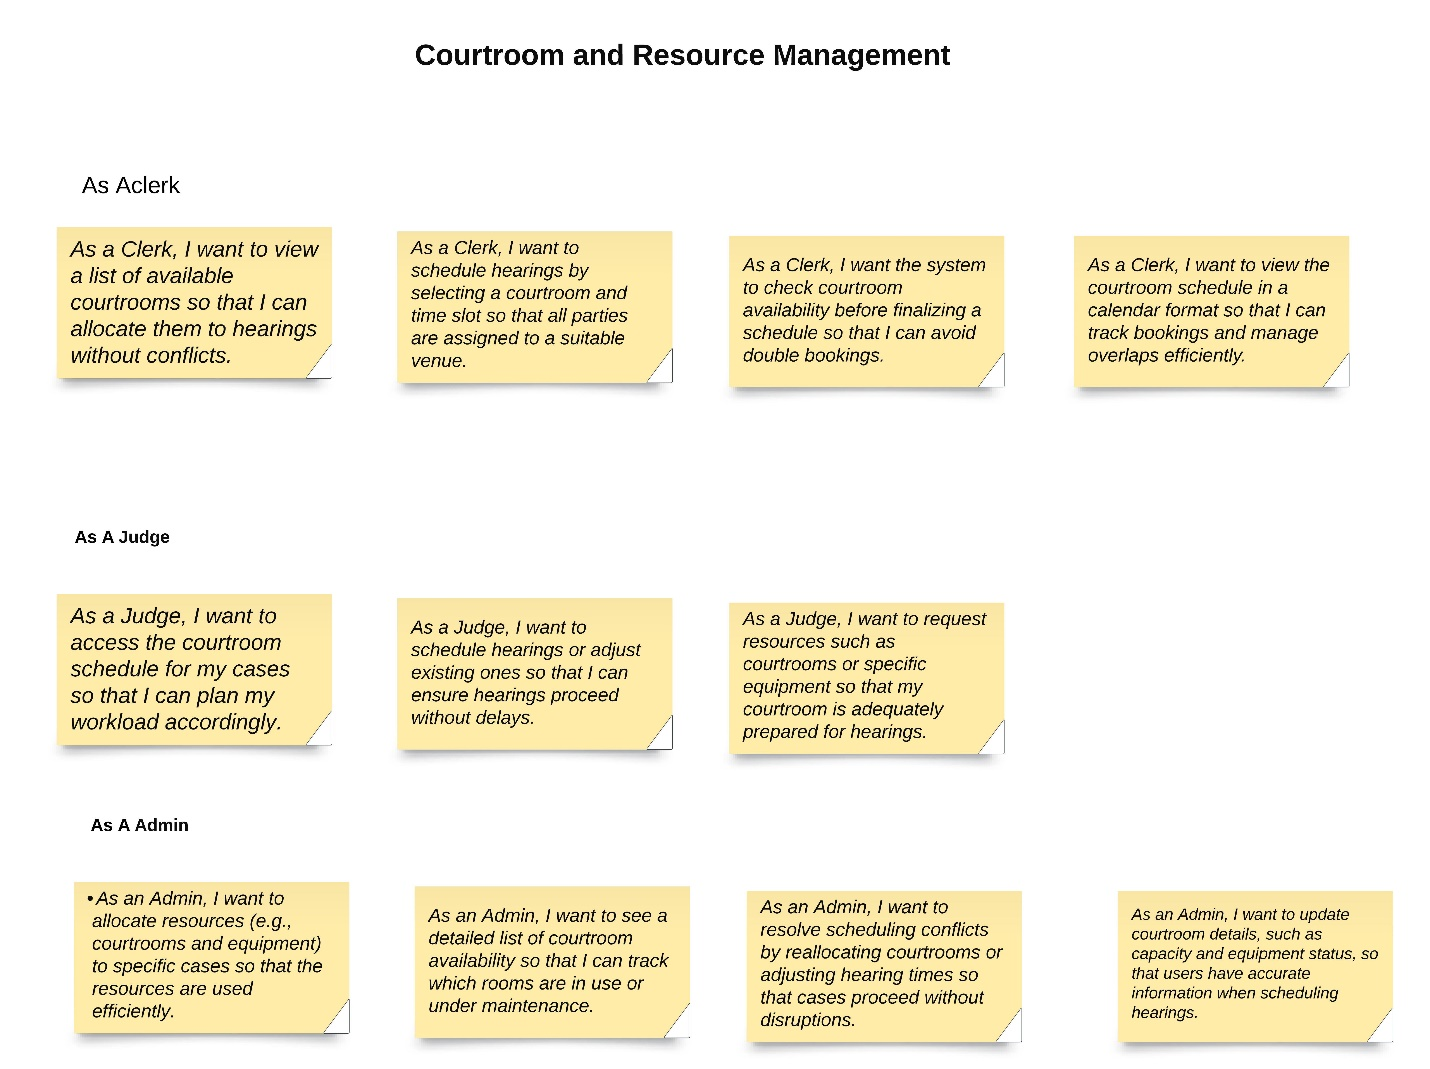 Courtroom and Resource Management
As Aclerk
As a Clerk, I want to view
a list of available
courtrooms so that I can
allocate them to hearings
without conflicts.
As a Clerk, I want to
schedule hearings by
selecting a courtroom and
time slot so that all parties
are assigned to a suitable
venue.
As a Clerk, I want the system
to check courtroom
availability before finalizing a
schedule so that I can avoid
double bookings.
As a Clerk, I want to view the
courtroom schedule in a
calendar format so that I can
track bookings and manage
overlaps efficiently.
As A Judge
As a Judge, I want to
access the courtroom
schedule for my cases
so that I can plan my
workload accordingly.
As a Judge, I want to
schedule hearings or adjust
existing ones so that I can
ensure hearings proceed
without delays.
As a Judge, I want to request
resources such as
courtrooms or specific
equipment so that my
courtroom is adequately
prepared for hearings.
As A Admin
•As an Admin, I want to
allocate resources (e.g.,
courtrooms and equipment)
to specific cases so that the
resources are used
efficiently.
As an Admin, I want to see a
detailed list of courtroom
availability so that I can track
which rooms are in use or
under maintenance.
As an Admin, I want to
resolve scheduling conflicts
by reallocating courtrooms or
adjusting hearing times so
that cases proceed without
disruptions.
As an Admin, I want to update
courtroom details, such as
capacity and equipment status, so
that users have accurate
information when scheduling
hearings.